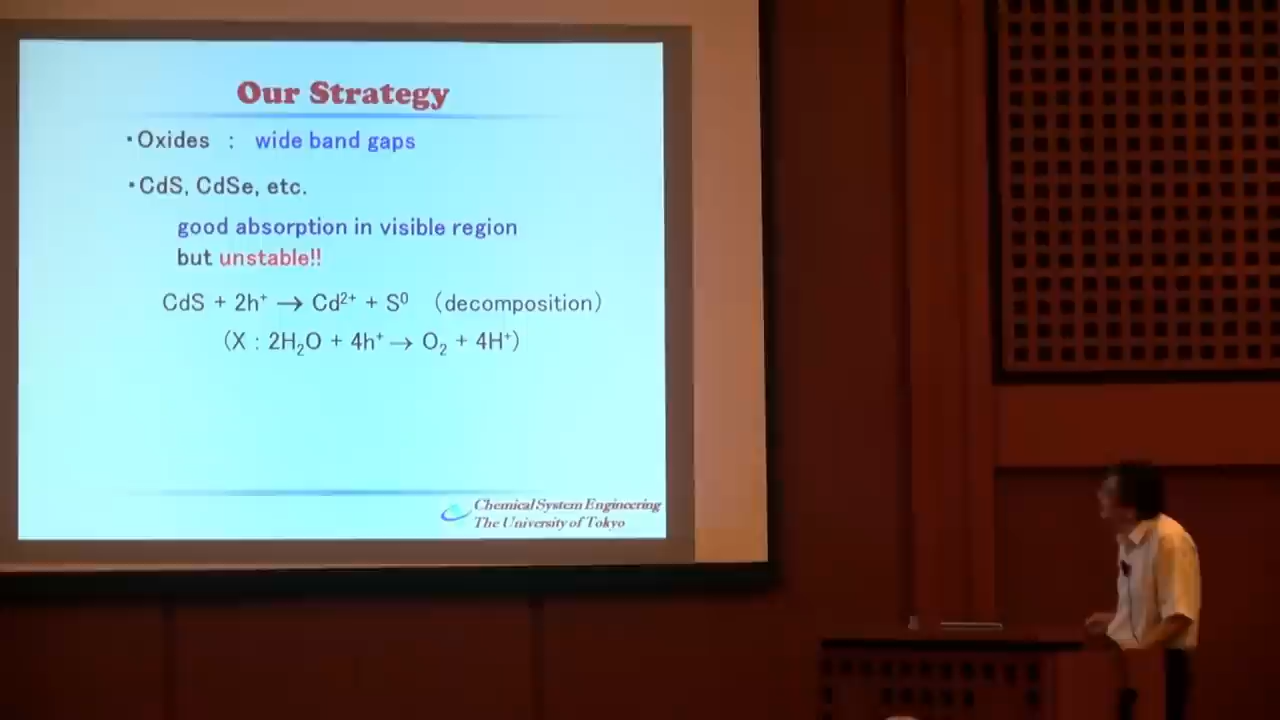 Our Strategy
・Oxides : wide band gaps
・CdS, CdSe, etc.
good absorption in visible region
but unstable!!
CdS + 2h⁺ → Cd²⁺ + S⁰ (decomposition)
(X : 2H₂O + 4h⁺ → O₂ + 4H⁺)
Chemical System Engineering
The University of Tokyo